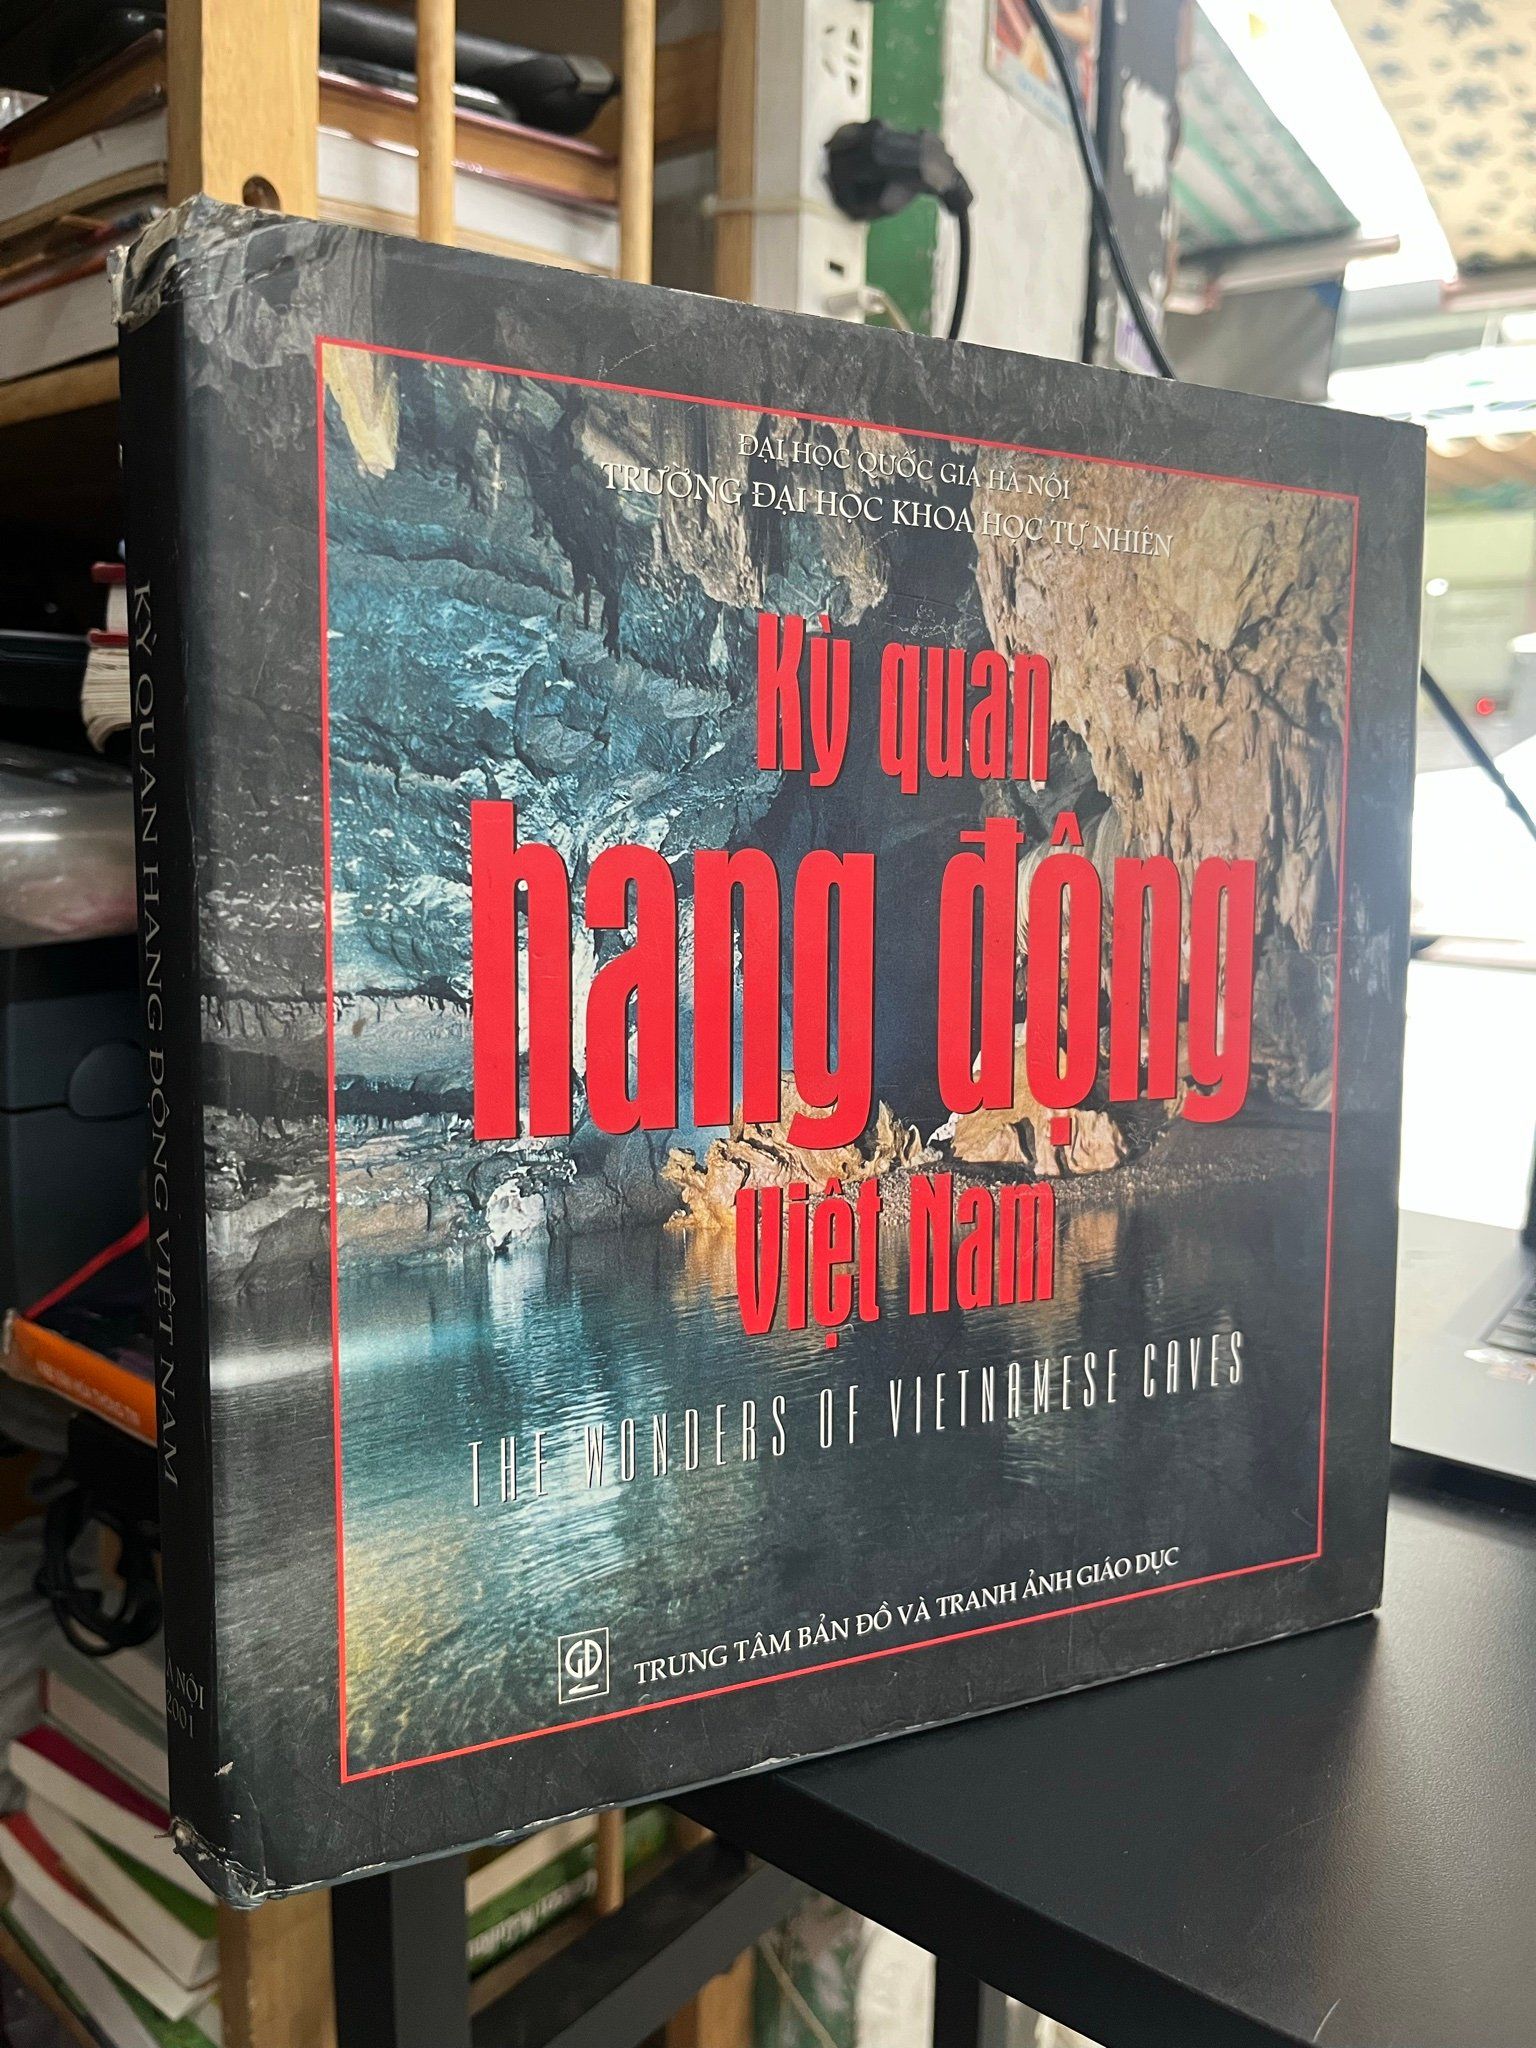 ĐẠI HỌC QUỐC GIA HÀ NỘI
TRƯỜNG ĐẠI HỌC KHOA HỌC TỰ NHIÊN
Kỳ quan
hang động
Việt Nam
THE WONDERS OF VIETNAMESE CAVES
GD
TRUNG TÂM BẢN ĐỒ VÀ TRANH ẢNH GIÁO DỤC
KỲ QUAN HANG ĐỘNG VIỆT NAM
NỘI
2001